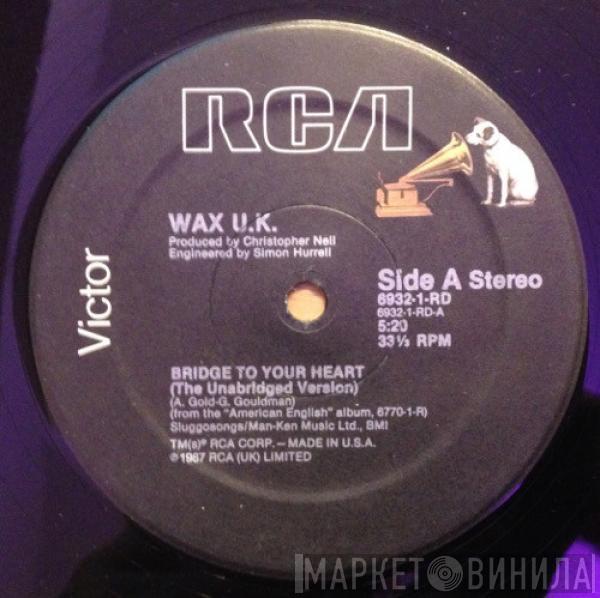 RCA
Victor
WAX U.K.
Produced by Christopher Neil
Engineered by Simon Hurrell
Side A Stereo
6932-1-RD
6932-1-RD-A
5:20
33⅓ RPM
BRIDGE TO YOUR HEART
(The Unabridged Version)
(A. Gold-G. Gouldman)
(from the "American English" album, 6770-1-R)
Sluggosongs/Man-Ken Music Ltd., BMI
TM(s)® RCA CORP. — MADE IN U.S.A.
℗1987 RCA (UK) LIMITED
МАРКЕТ ВИНИЛА